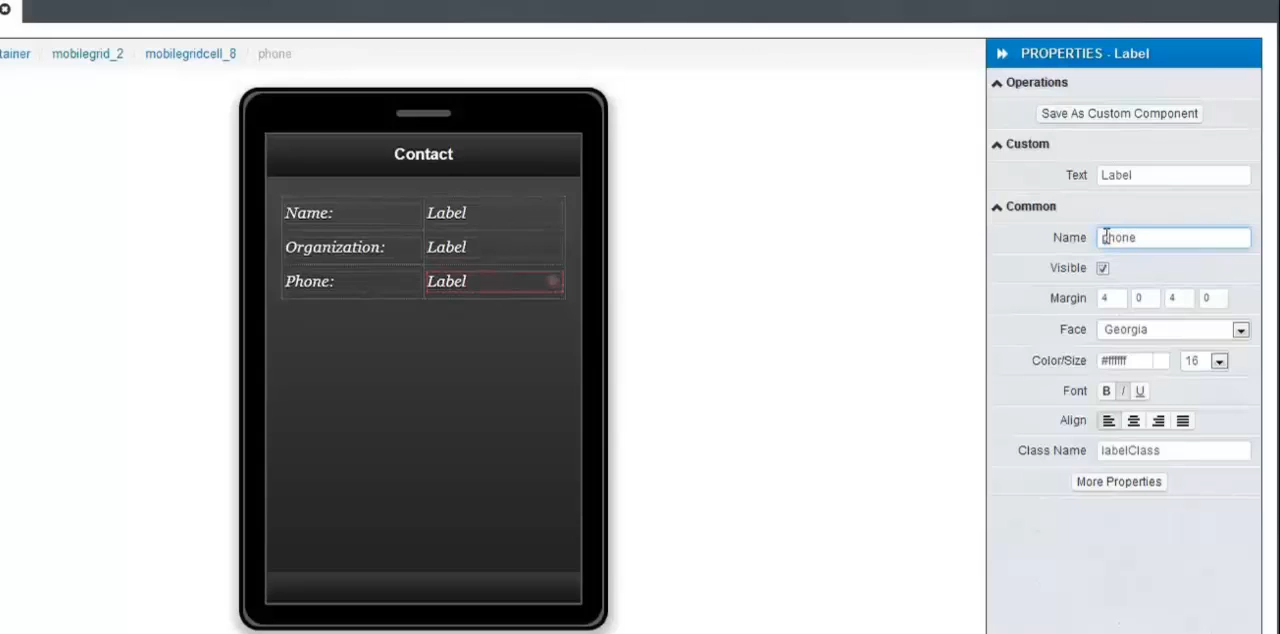 tainer / mobilegrid_2 / mobilegridcell_8 / phone
PROPERTIES - Label
Operations
Save As Custom Component
Custom
Text Label
Common
Name phone
Visible
Margin 4 0 4 0
Face Georgia
Color/Size #ffffff 16
Font B I U
Align
Class Name labelClass
More Properties
Contact
Name: Label
Organization: Label
Phone: Label